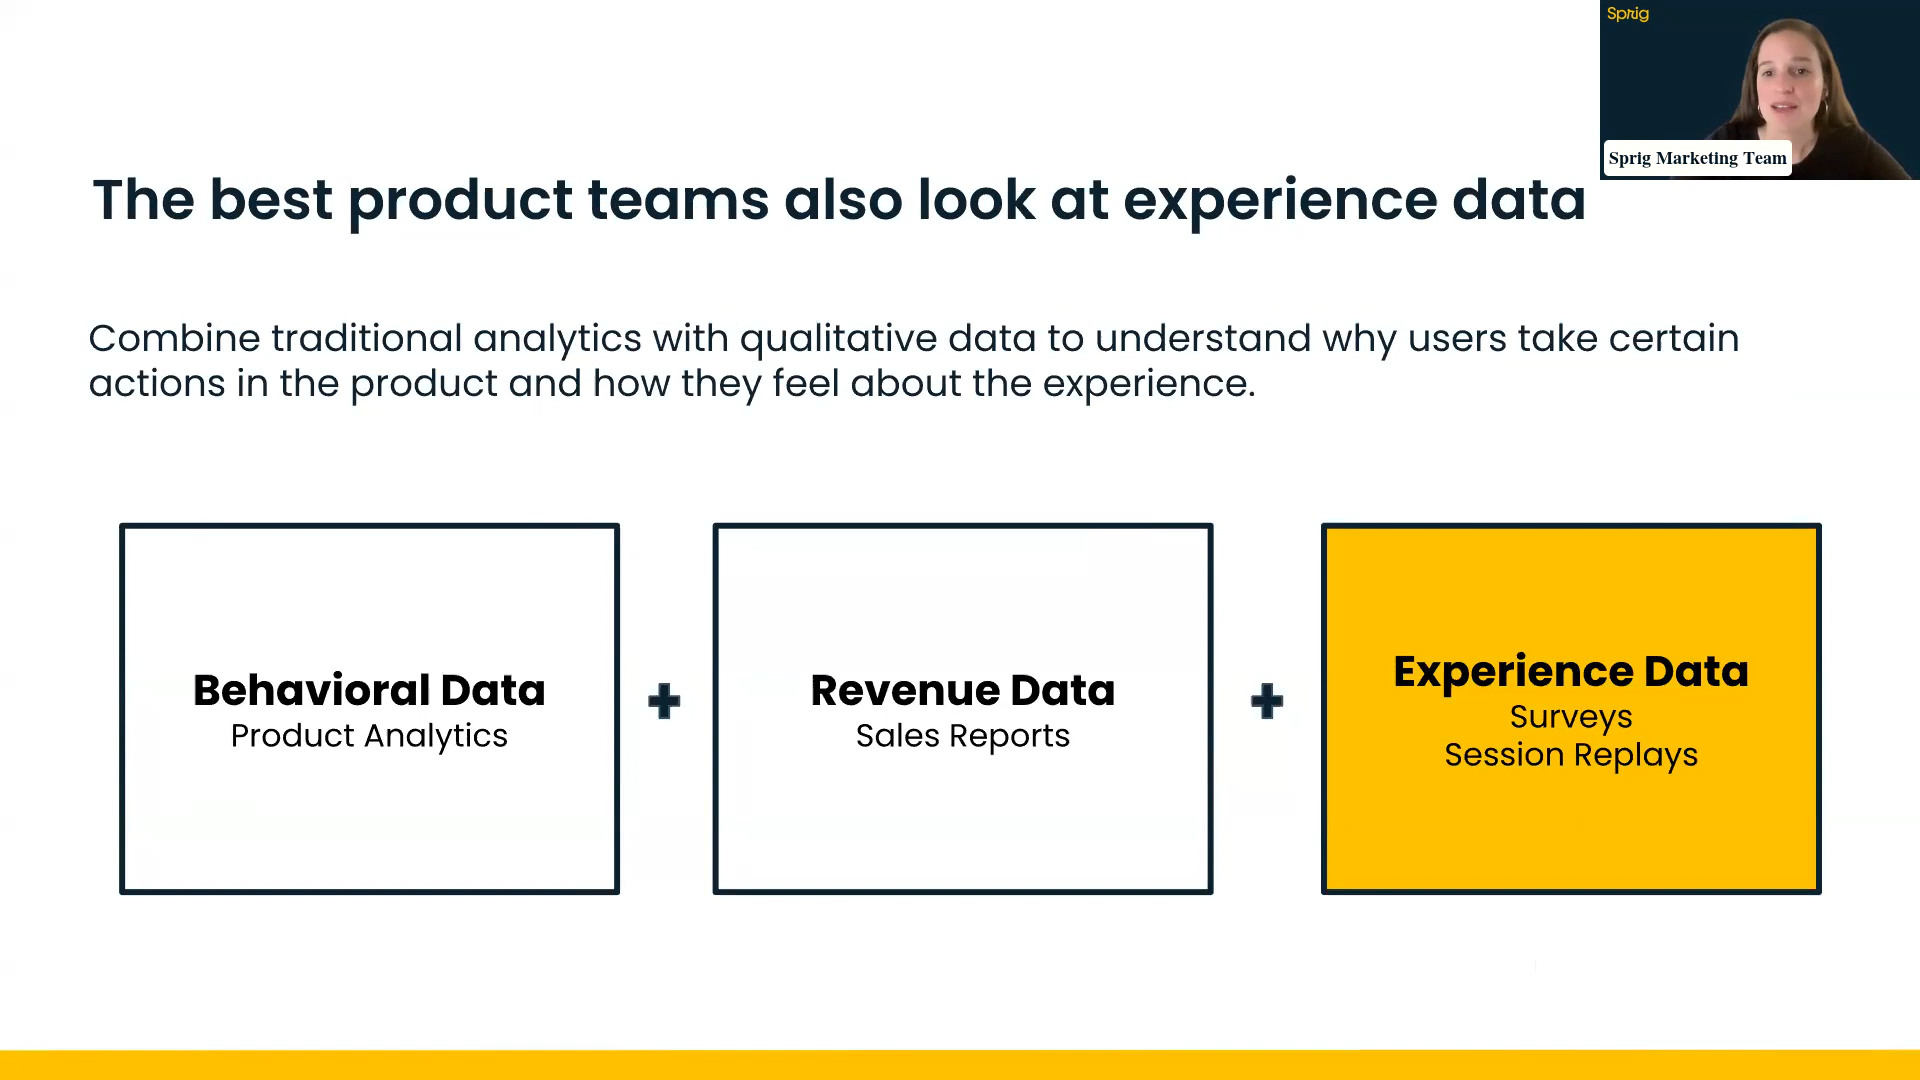 Sprig
Sprig Marketing Team
The best product teams also look at experience data
Combine traditional analytics with qualitative data to understand why users take certain
actions in the product and how they feel about the experience.
Behavioral Data
Product Analytics
+
Revenue Data
Sales Reports
+
Experience Data
Surveys
Session Replays